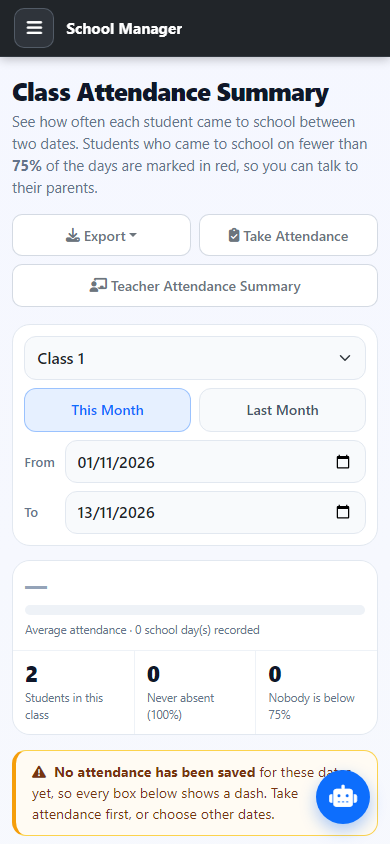 School Manager
Class Attendance Summary
See how often each student came to school between
two dates. Students who came to school on fewer than
75% of the days are marked in red, so you can talk to
their parents.
Export
Take Attendance
Teacher Attendance Summary
Class 1
This Month
Last Month
From 01/11/2026
To 13/11/2026
—
Average attendance · 0 school day(s) recorded
2
Students in this
class
0
Never absent
(100%)
0
Nobody is below
75%
No attendance has been saved for these dates
yet, so every box below shows a dash. Take
attendance first, or choose other dates.